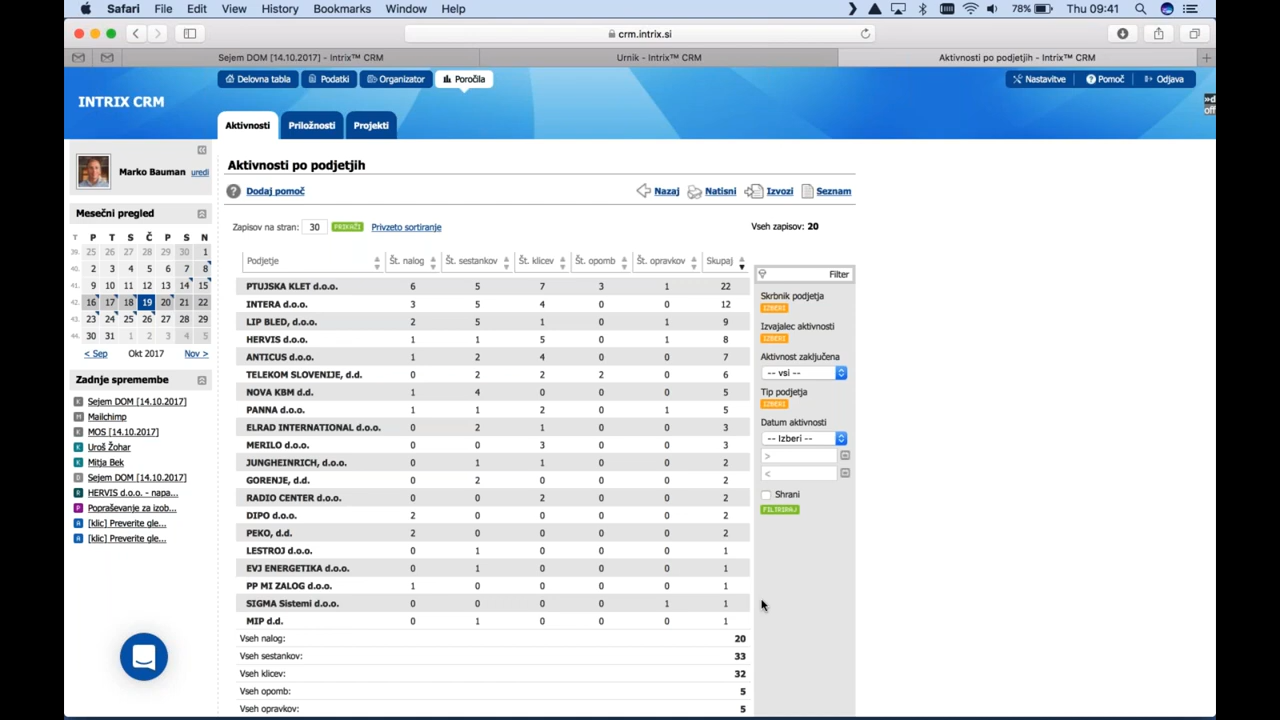 Safari File Edit View History Bookmarks Window Help 78% Thu 09:41
crm.intrix.si
Sejem DOM [14.10.2017] - Intrix™ CRM Urnik - Intrix™ CRM Aktivnosti po podjetjih - Intrix™ CRM
Delovna tabla Podatki Organizator Poročila Nastavitve Pomoč Odjava
INTRIX CRM
Aktivnosti Priložnosti Projekti
Marko Bauman uredi
Mesečni pregled
T P T S Č P S N
39. 25 26 27 28 29 30 1
40. 2 3 4 5 6 7 8
41. 9 10 11 12 13 14 15
42. 16 17 18 19 20 21 22
43. 23 24 25 26 27 28 29
44. 30 31 1 2 3 4 5
< Sep Okt 2017 Nov >
Zadnje spremembe
K Sejem DOM [14.10.2017]
M Mailchimp
K MOS [14.10.2017]
K Uroš Žohar
K Mitja Bek
Sejem DOM [14.10.2017]
HERVIS d.o.o. - napa...
P Popraševanje za izob...
[klic] Preverite gle...
[klic] Preverite gle...
Aktivnosti po podjetjih
? Dodaj pomoč Nazaj Natisni Izvozi Seznam
Zapisov na stran: 30 PRIKAŽI Privzeto sortiranje Vseh zapisov: 20
Podjetje Št. nalog Št. sestankov Št. klicev Št. opomb Št. opravkov Skupaj
PTUJSKA KLET d.o.o. 6 5 7 3 1 22
INTERA d.o.o. 3 5 4 0 0 12
LIP BLED, d.o.o. 2 5 1 0 1 9
HERVIS d.o.o. 1 1 5 0 1 8
ANTICUS d.o.o. 1 2 4 0 0 7
TELEKOM SLOVENIJE, d.d. 0 2 2 2 0 6
NOVA KBM d.d. 1 4 0 0 0 5
PANNA d.o.o. 1 1 2 0 1 5
ELRAD INTERNATIONAL d.o.o. 0 2 1 0 0 3
MERILO d.o.o. 0 0 3 0 0 3
JUNGHEINRICH, d.o.o. 0 1 1 0 0 2
GORENJE, d.d. 0 2 0 0 0 2
RADIO CENTER d.o.o. 0 0 2 0 0 2
DIPO d.o.o. 2 0 0 0 0 2
PEKO, d.d. 2 0 0 0 0 2
LESTROJ d.o.o. 0 1 0 0 0 1
EVJ ENERGETIKA d.o.o. 0 1 0 0 0 1
PP MI ZALOG d.o.o. 1 0 0 0 0 1
SIGMA Sistemi d.o.o. 0 0 0 0 1 1
MIP d.d. 0 1 0 0 0 1
Vseh nalog: 20
Vseh sestankov: 33
Vseh klicev: 32
Vseh opomb: 5
Vseh opravkov: 5
Filter
Skrbnik podjetja
IZBERI
Izvajalec aktivnosti
IZBERI
Aktivnost zaključena
-- vsi --
Tip podjetja
IZBERI
Datum aktivnosti
-- Izberi --
>
<
Shrani
FILTRIRAJ
»d
off